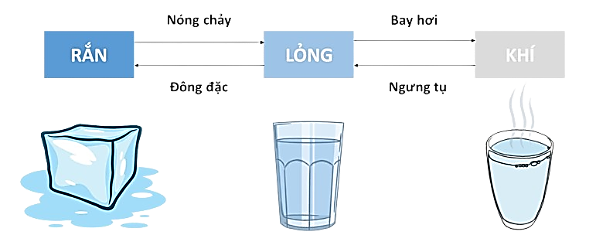 Nóng chảy
Bay hơi
RẮN
LỎNG
KHÍ
Đông đặc
Ngưng tụ